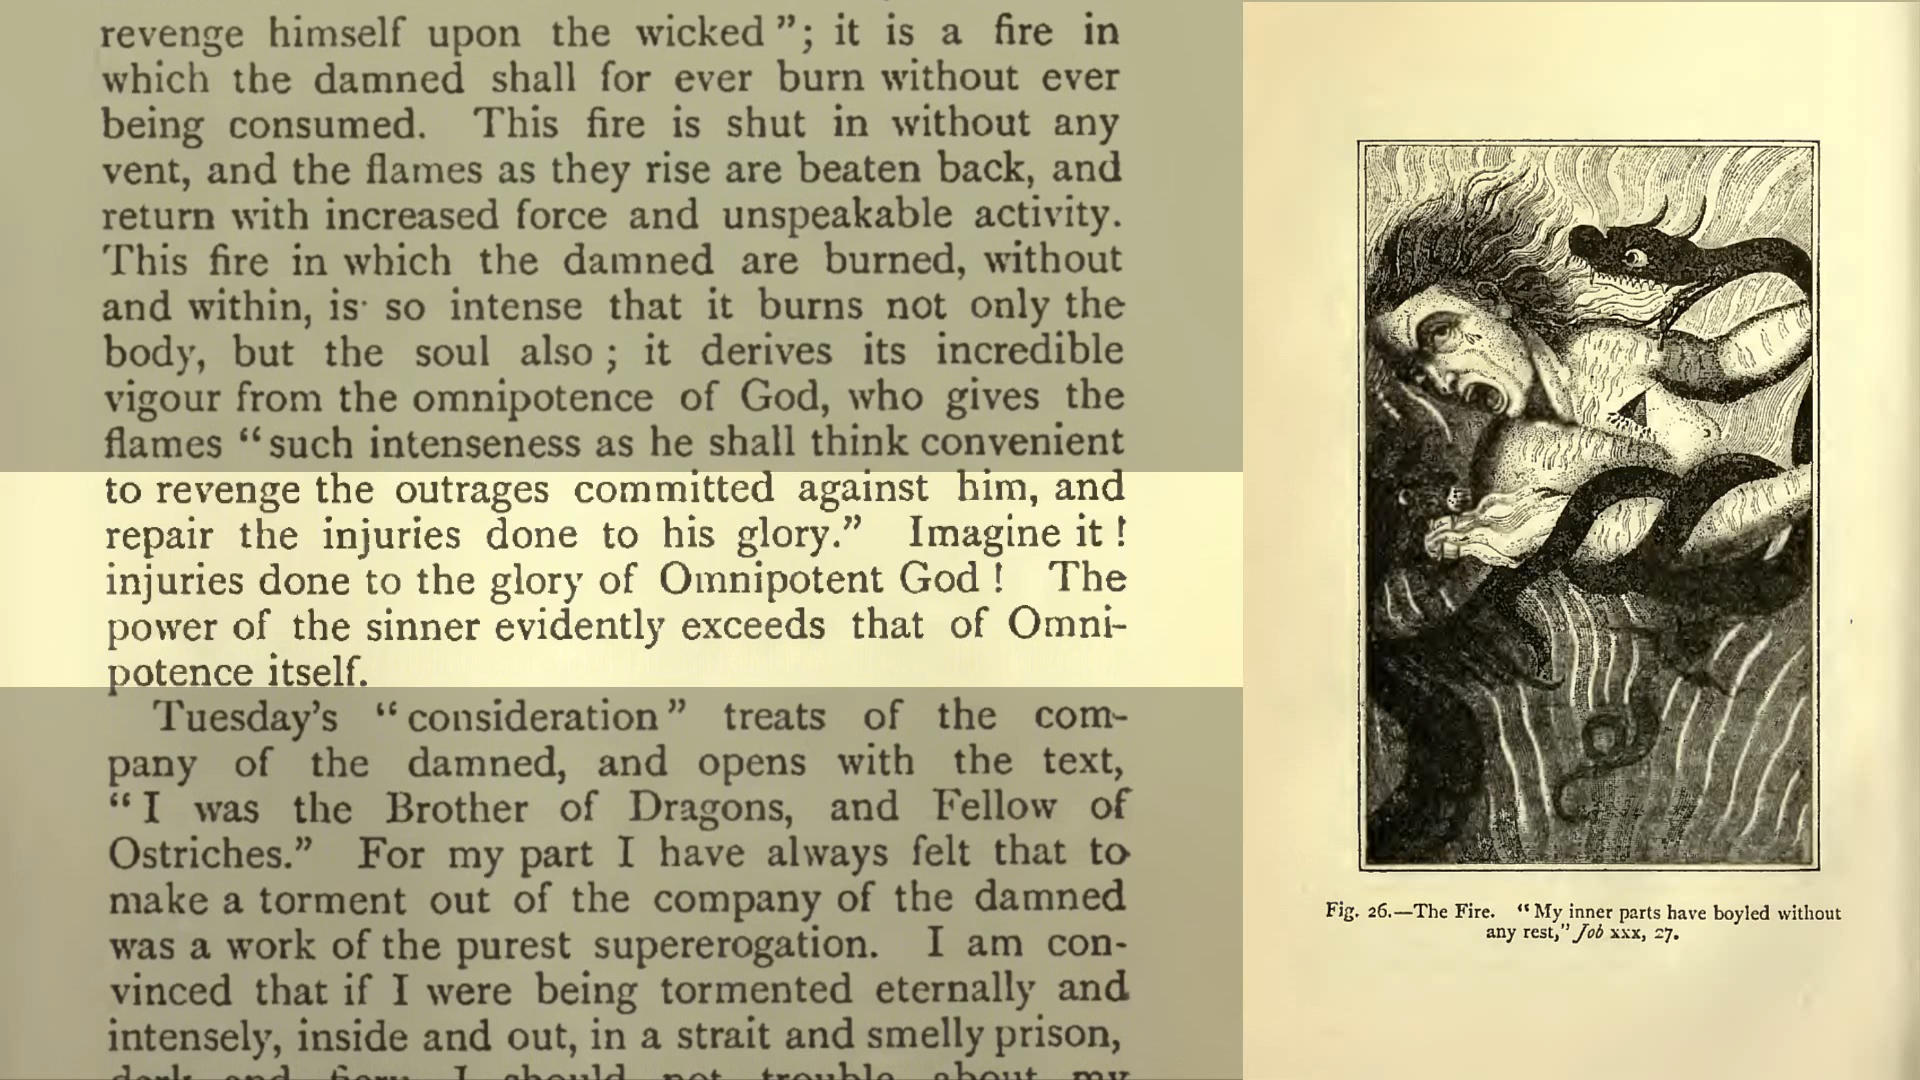 revenge himself upon the wicked”; it is a fire in
which the damned shall for ever burn without ever
being consumed. This fire is shut in without any
vent, and the flames as they rise are beaten back, and
return with increased force and unspeakable activity.
This fire in which the damned are burned, without
and within, is so intense that it burns not only the
body, but the soul also; it derives its incredible
vigour from the omnipotence of God, who gives the
flames “such intenseness as he shall think convenient
to revenge the outrages committed against him, and
repair the injuries done to his glory.” Imagine it!
injuries done to the glory of Omnipotent God! The
power of the sinner evidently exceeds that of Omni-
potence itself.
Tuesday’s “consideration” treats of the com-
pany of the damned, and opens with the text,
“I was the Brother of Dragons, and Fellow of
Ostriches.” For my part I have always felt that to
make a torment out of the company of the damned
was a work of the purest supererogation. I am con-
vinced that if I were being tormented eternally and
intensely, inside and out, in a strait and smelly prison,
dark and fiery, I should not trouble about my
Fig. 26.—The Fire. “My inner parts have boyled without
any rest,” Job xxx, 27.